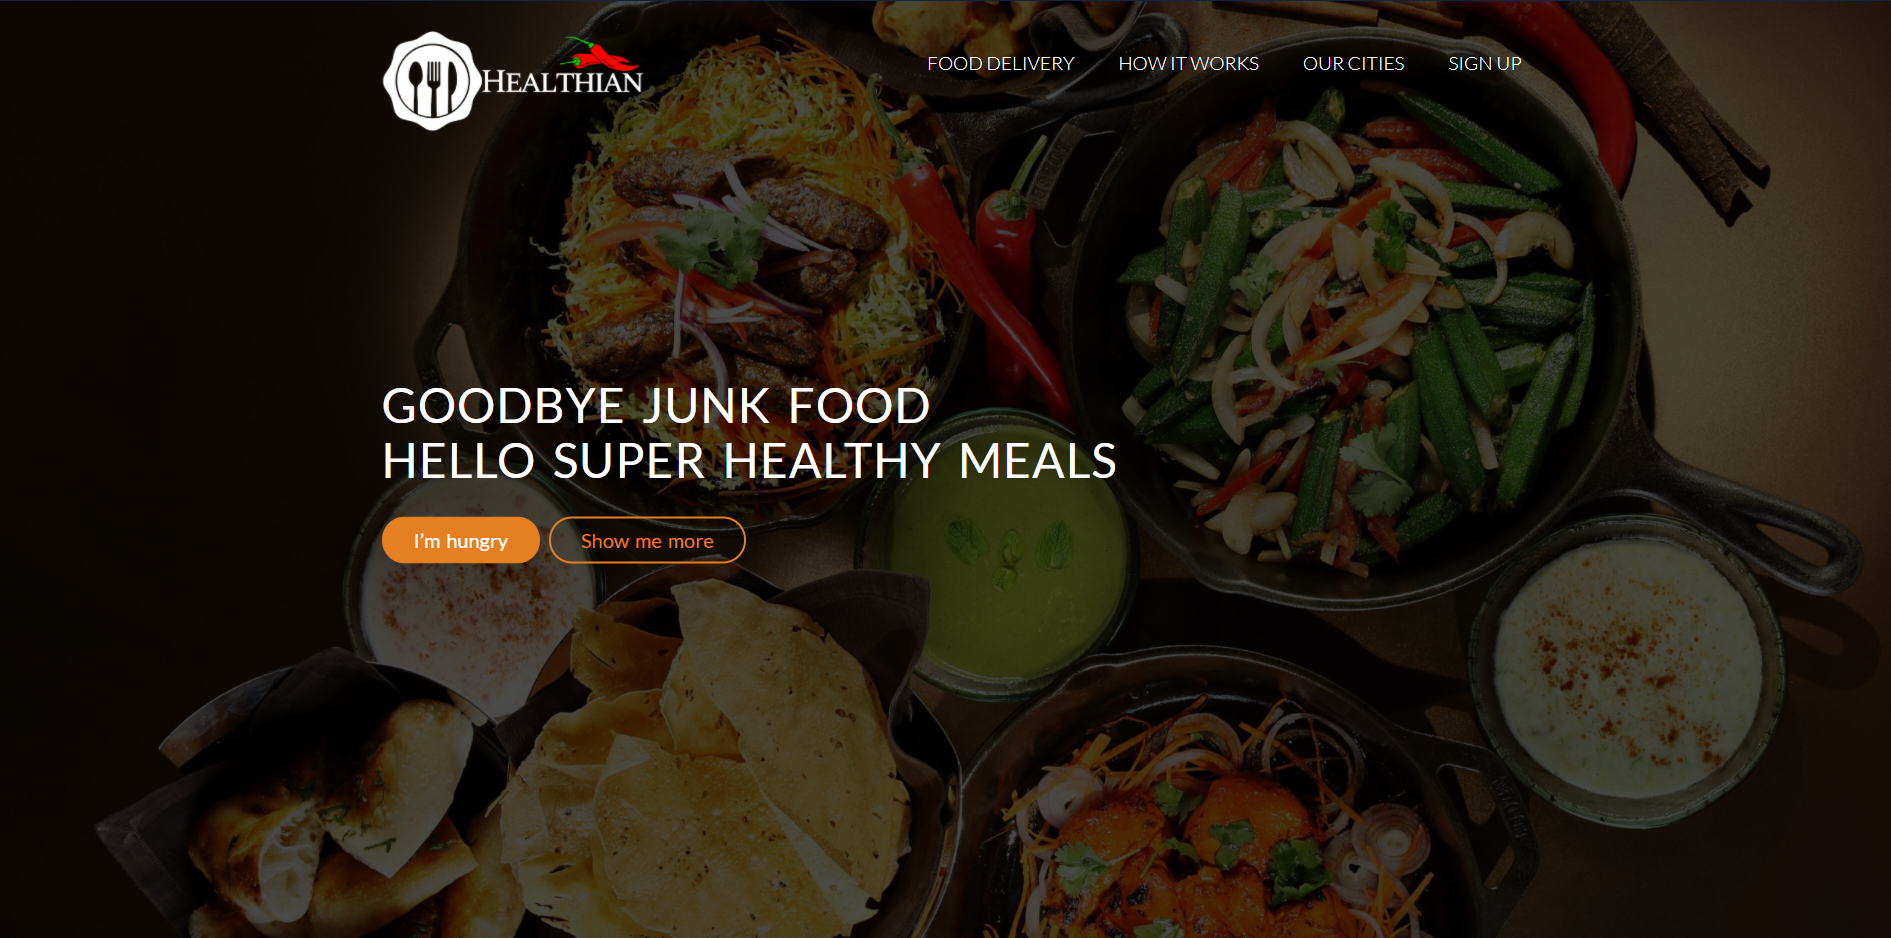 HEALTHIAN
FOOD DELIVERY
HOW IT WORKS
OUR CITIES
SIGN UP
GOODBYE JUNK FOOD
HELLO SUPER HEALTHY MEALS
I'm hungry
Show me more